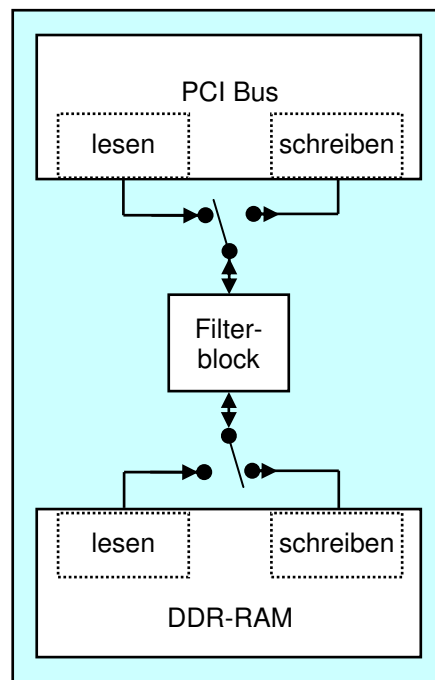 PCI Bus
lesen
schreiben
Filter-
block
lesen
schreiben
DDR-RAM